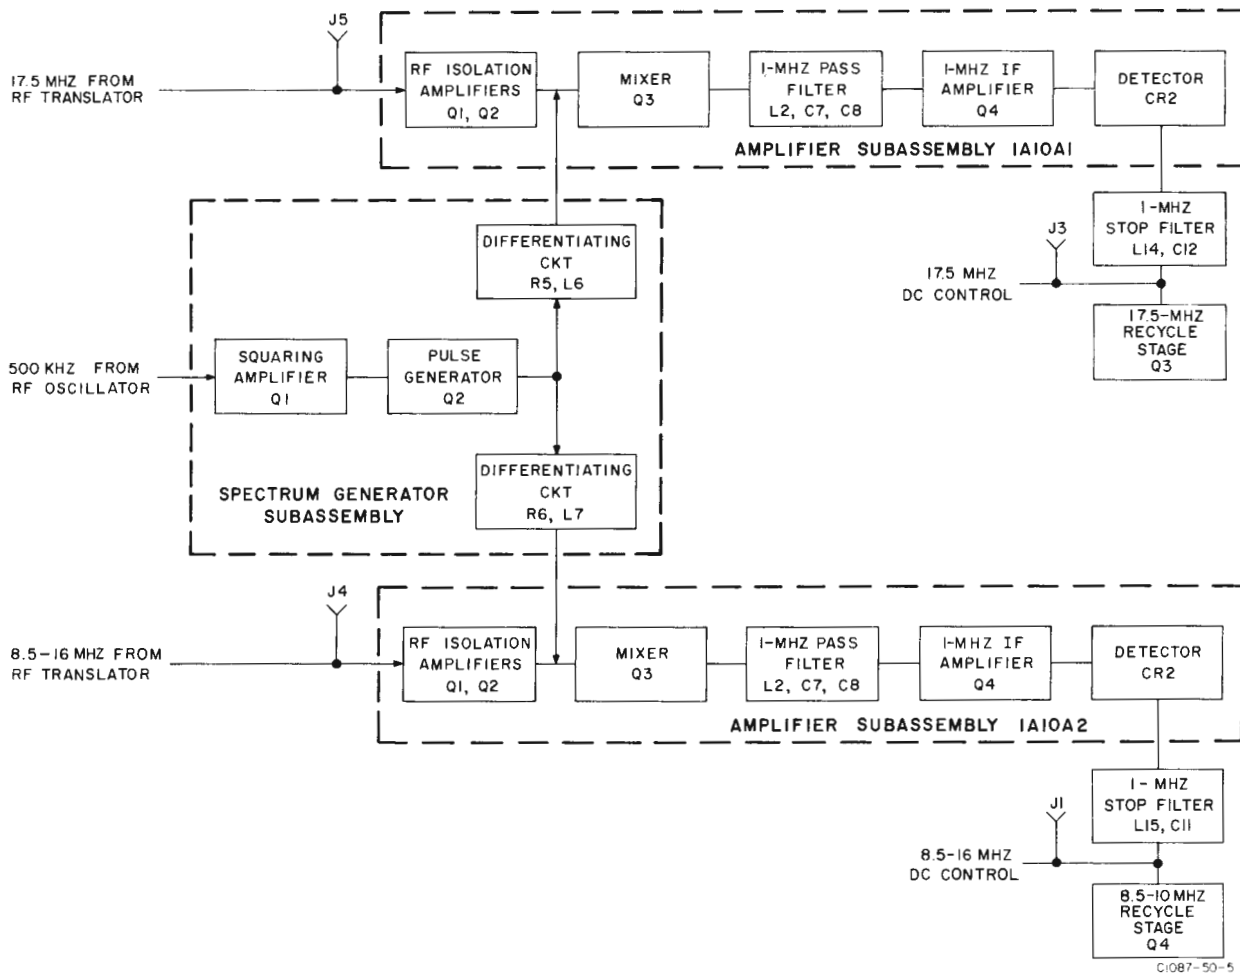 J5
17.5 MHZ FROM
RF TRANSLATOR
RF ISOLATION
AMPLIFIERS
Q1, Q2
MIXER
Q3
1-MHZ PASS
FILTER
L2, C7, C8
1-MHZ IF
AMPLIFIER
Q4
DETECTOR
CR2
AMPLIFIER SUBASSEMBLY 1A10A1
1-MHZ
STOP FILTER
L14, C12
J3
17.5 MHZ
DC CONTROL
17.5-MHZ
RECYCLE
STAGE
Q3
DIFFERENTIATING
CKT
R5, L6
500 KHZ FROM
RF OSCILLATOR
SQUARING
AMPLIFIER
Q1
PULSE
GENERATOR
Q2
DIFFERENTIATING
CKT
R6, L7
SPECTRUM GENERATOR
SUBASSEMBLY
J4
8.5-16 MHZ FROM
RF TRANSLATOR
RF ISOLATION
AMPLIFIERS
Q1, Q2
MIXER
Q3
1-MHZ PASS
FILTER
L2, C7, C8
1-MHZ IF
AMPLIFIER
Q4
DETECTOR
CR2
AMPLIFIER SUBASSEMBLY 1A10A2
1-MHZ
STOP FILTER
L15, C11
J1
8.5-16 MHZ
DC CONTROL
8.5-10 MHZ
RECYCLE
STAGE
Q4
C1087-50-5